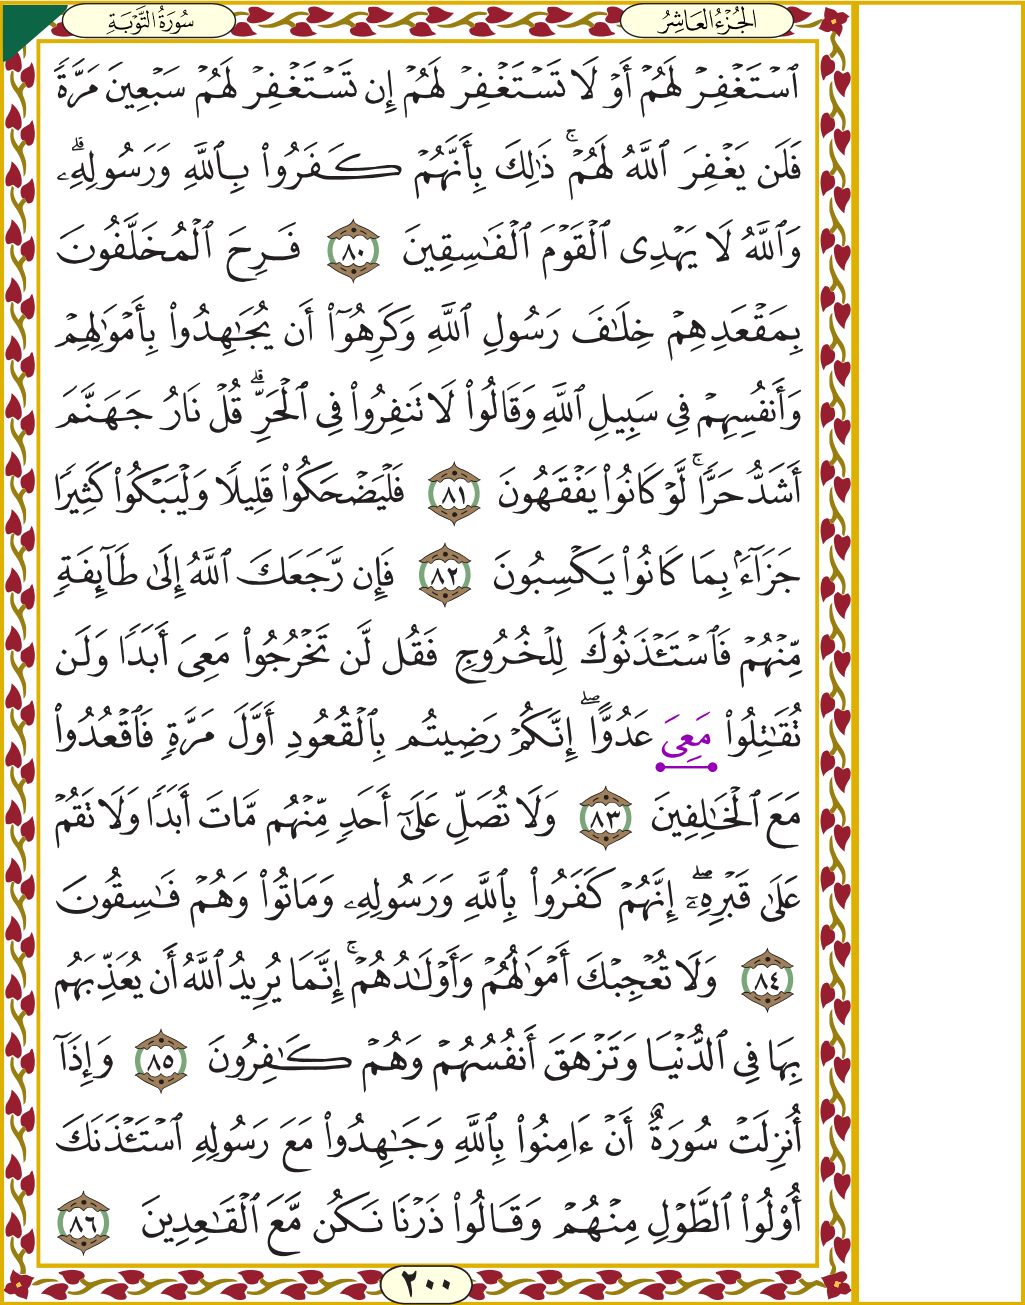 الجُزْءُ العَاشِرُ
سُورَةُ التَّوْبَةِ
ٱسۡتَغۡفِرۡ لَهُمۡ أَوۡ لَا تَسۡتَغۡفِرۡ لَهُمۡ إِن تَسۡتَغۡفِرۡ لَهُمۡ سَبۡعِينَ مَرَّةٗ
فَلَن يَغۡفِرَ ٱللَّهُ لَهُمۡۚ ذَٰلِكَ بِأَنَّهُمۡ كَفَرُواْ بِٱللَّهِ وَرَسُولِهِۦۗ
وَٱللَّهُ لَا يَهۡدِي ٱلۡقَوۡمَ ٱلۡفَٰسِقِينَ ٨٠ فَرِحَ ٱلۡمُخَلَّفُونَ
بِمَقۡعَدِهِمۡ خِلَٰفَ رَسُولِ ٱللَّهِ وَكَرِهُوٓاْ أَن يُجَٰهِدُواْ بِأَمۡوَٰلِهِمۡ
وَأَنفُسِهِمۡ فِي سَبِيلِ ٱللَّهِ وَقَالُواْ لَا تَنفِرُواْ فِي ٱلۡحَرِّۗ قُلۡ نَارُ جَهَنَّمَ
أَشَدُّ حَرّٗاۚ لَّوۡ كَانُواْ يَفۡقَهُونَ ٨١ فَلۡيَضۡحَكُواْ قَلِيلٗا وَلۡيَبۡكُواْ كَثِيرٗا
جَزَآءَۢ بِمَا كَانُواْ يَكۡسِبُونَ ٨٢ فَإِن رَّجَعَكَ ٱللَّهُ إِلَىٰ طَآئِفَةٖ
مِّنۡهُمۡ فَٱسۡتَـٔۡذَنُوكَ لِلۡخُرُوجِ فَقُل لَّن تَخۡرُجُواْ مَعِيَ أَبَدٗا وَلَن
تُقَٰتِلُواْ مَعِيَ عَدُوًّاۖ إِنَّكُمۡ رَضِيتُم بِٱلۡقُعُودِ أَوَّلَ مَرَّةٖ فَٱقۡعُدُواْ
مَعَ ٱلۡخَٰلِفِينَ ٨٣ وَلَا تُصَلِّ عَلَىٰٓ أَحَدٖ مِّنۡهُم مَّاتَ أَبَدٗا وَلَا تَقُمۡ
عَلَىٰ قَبۡرِهِۦٓۖ إِنَّهُمۡ كَفَرُواْ بِٱللَّهِ وَرَسُولِهِۦ وَمَاتُواْ وَهُمۡ فَٰسِقُونَ
٨٤ وَلَا تُعۡجِبۡكَ أَمۡوَٰلُهُمۡ وَأَوۡلَٰدُهُمۡۚ إِنَّمَا يُرِيدُ ٱللَّهُ أَن يُعَذِّبَهُم
بِهَا فِي ٱلدُّنۡيَا وَتَزۡهَقَ أَنفُسُهُمۡ وَهُمۡ كَٰفِرُونَ ٨٥ وَإِذَآ
أُنزِلَتۡ سُورَةٌ أَنۡ ءَامِنُواْ بِٱللَّهِ وَجَٰهِدُواْ مَعَ رَسُولِهِ ٱسۡتَـٔۡذَنَكَ
أُوْلُواْ ٱلطَّوۡلِ مِنۡهُمۡ وَقَالُواْ ذَرۡنَا نَكُن مَّعَ ٱلۡقَٰعِدِينَ ٨٦
٢٠٠